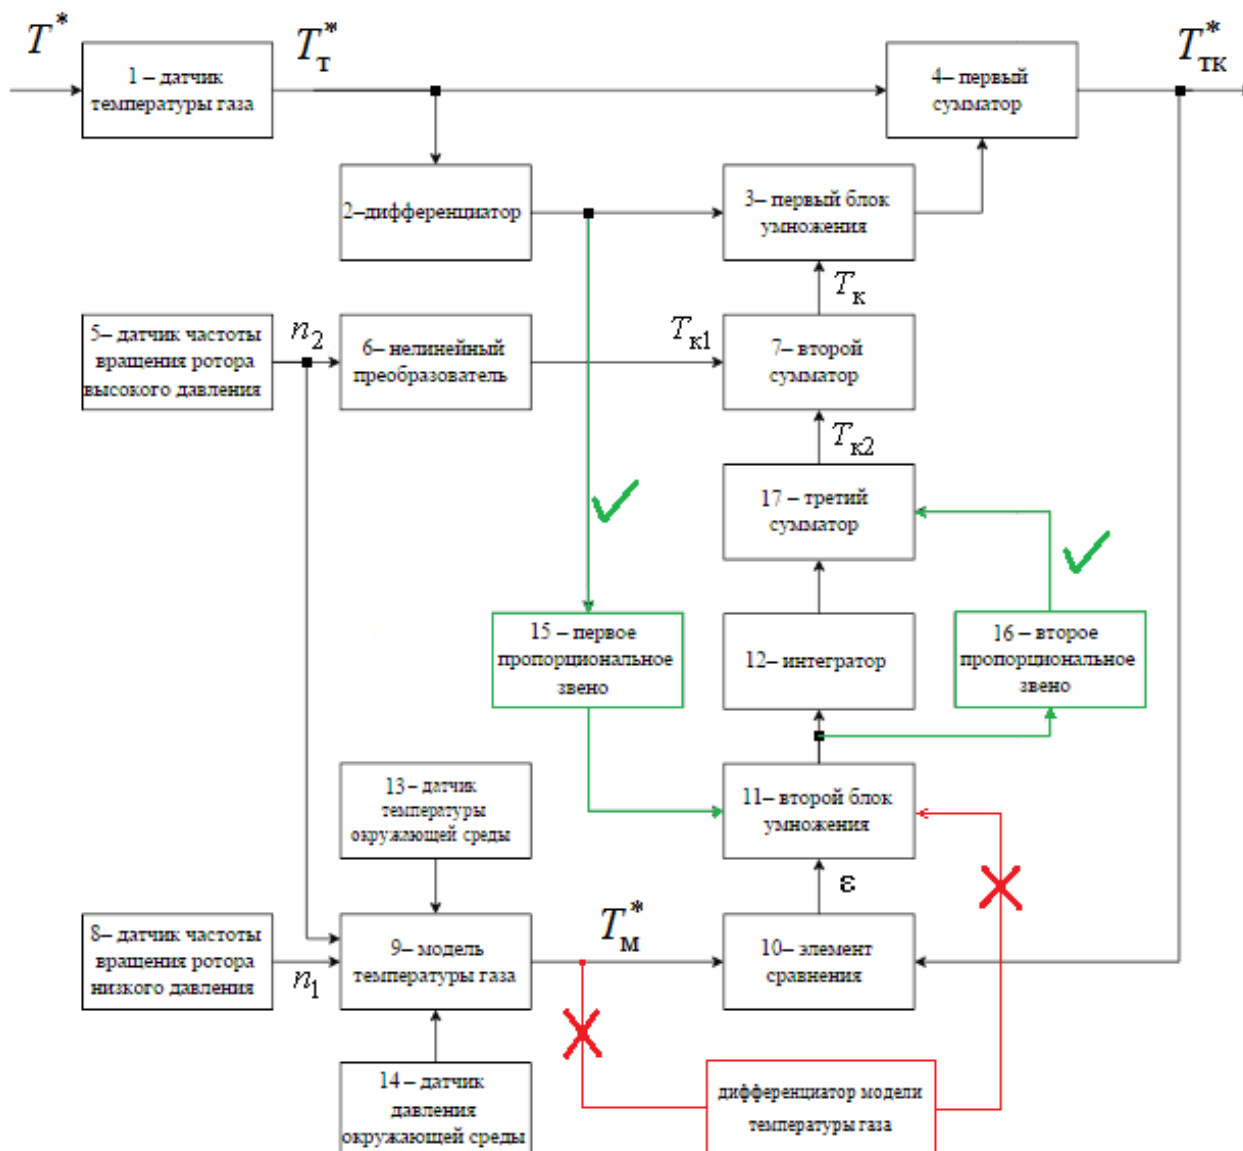 T*
T*т
T*тк
1 – датчик
температуры газа
4 – первый
сумматор
2–дифференциатор
3– первый блок
умножения
Tк
5– датчик частоты
вращения ротора
высокого давления
n2
6– нелинейный
преобразователь
Tк1
7– второй
сумматор
Tк2
17 – третий
сумматор
15 – первое
пропорциональное
звено
12– интегратор
16 – второе
пропорциональное
звено
13– датчик
температуры
окружающей среды
11– второй блок
умножения
ε
8– датчик частоты
вращения ротора
низкого давления
n1
9– модель
температуры газа
T*м
10– элемент
сравнения
14 – датчик
давления
окружающей среды
дифференциатор модели
температуры газа